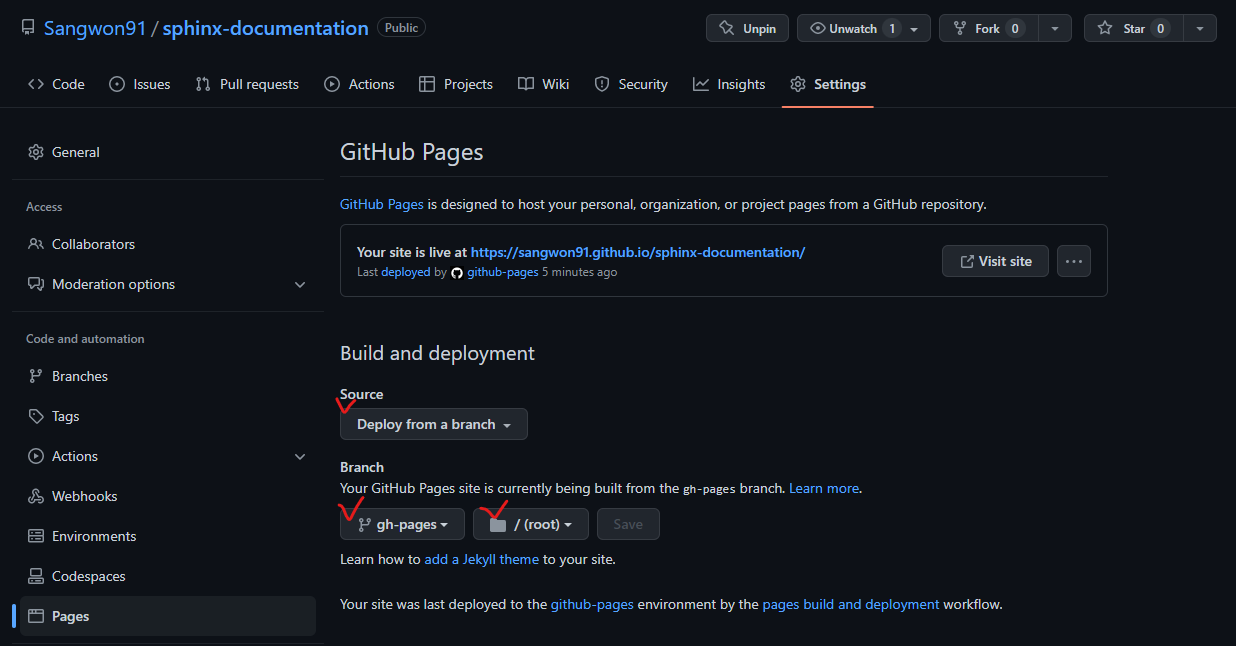 Sangwon91 / sphinx-documentation Public Unpin Unwatch 1 Fork 0 Star 0
Code Issues Pull requests Actions Projects Wiki Security Insights Settings
General
Access
Collaborators
Moderation options
Code and automation
Branches
Tags
Actions
Webhooks
Environments
Codespaces
Pages
GitHub Pages
GitHub Pages is designed to host your personal, organization, or project pages from a GitHub repository.
Your site is live at https://sangwon91.github.io/sphinx-documentation/
Last deployed by github-pages 5 minutes ago
Visit site
Build and deployment
Source
Deploy from a branch
Branch
Your GitHub Pages site is currently being built from the gh-pages branch. Learn more.
gh-pages / (root) Save
Learn how to add a Jekyll theme to your site.
Your site was last deployed to the github-pages environment by the pages build and deployment workflow.